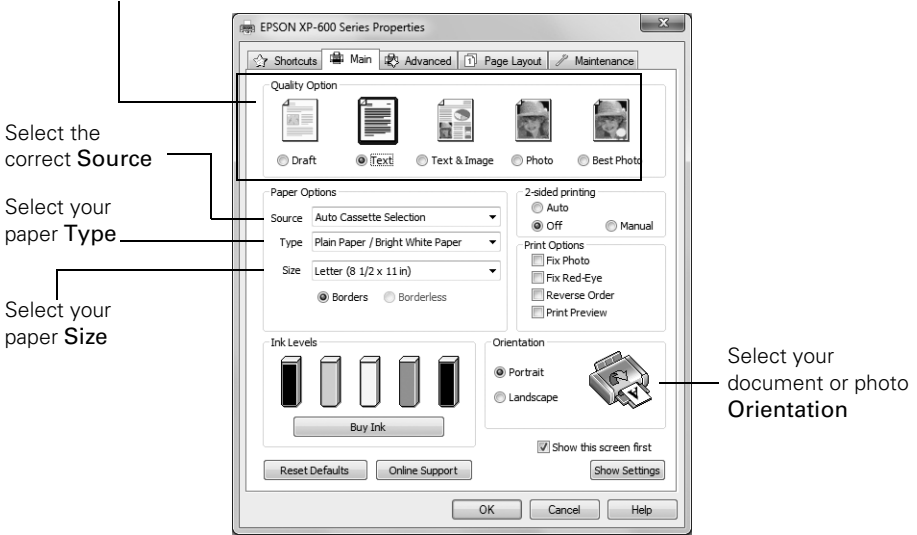 EPSON XP-600 Series Properties
x
Shortcuts Main Advanced 1 Page Layout Maintenance
Quality Option
Draft Text Text & Image Photo Best Photo
Select the
correct Source
Select your
paper Type
Select your
paper Size
Paper Options
Source Auto Cassette Selection
Type Plain Paper / Bright White Paper
Size Letter (8 1/2 x 11 in)
Borders Borderless
2-sided printing
Auto
Off Manual
Print Options
Fix Photo
Fix Red-Eye
Reverse Order
Print Preview
Ink Levels
Buy Ink
Orientation
Portrait
Landscape
A
Select your
document or photo
Orientation
Show this screen first
Reset Defaults Online Support Show Settings
OK Cancel Help